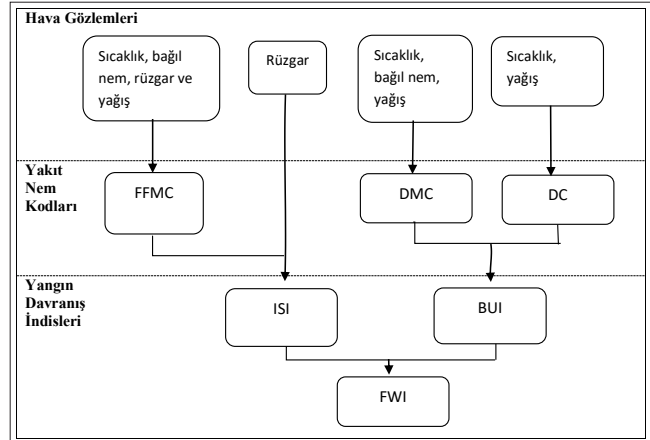 Hava Gözlemleri
Sıcaklık, bağıl
nem, rüzgar ve
yağış
Rüzgar
Sıcaklık,
bağıl nem,
yağış
Sıcaklık,
yağış
Yakıt
Nem
Kodları
FFMC
DMC
DC
Yangın
Davranış
İndisleri
ISI
BUI
FWI